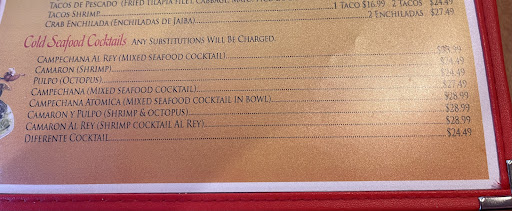 Tacos de Pescado (Fried Tilapia Filet, Cabbage, 1 Taco $16.99 2 Tacos $24.49
Tacos Shrimp
Crab Enchilada (Enchiladas de Jaiba) 2 Enchiladas $27.49
Cold Seafood Cocktails Any Substitutions Will Be Charged.
Campechana Al Rey (Mixed seafood cocktail)
Camaron (Shrimp) $24.49
Pulpo (Octopus) $24.49
Campechana (Mixed seafood cocktail) $27.49
Campechana Atomica (Mixed seafood cocktail in bowl) $28.99
Camaron y Pulpo (Shrimp & Octopus) $38.99
Camaron Al Rey (Shrimp cocktail Al Rey) $28.99
Diferente Cocktail $24.49